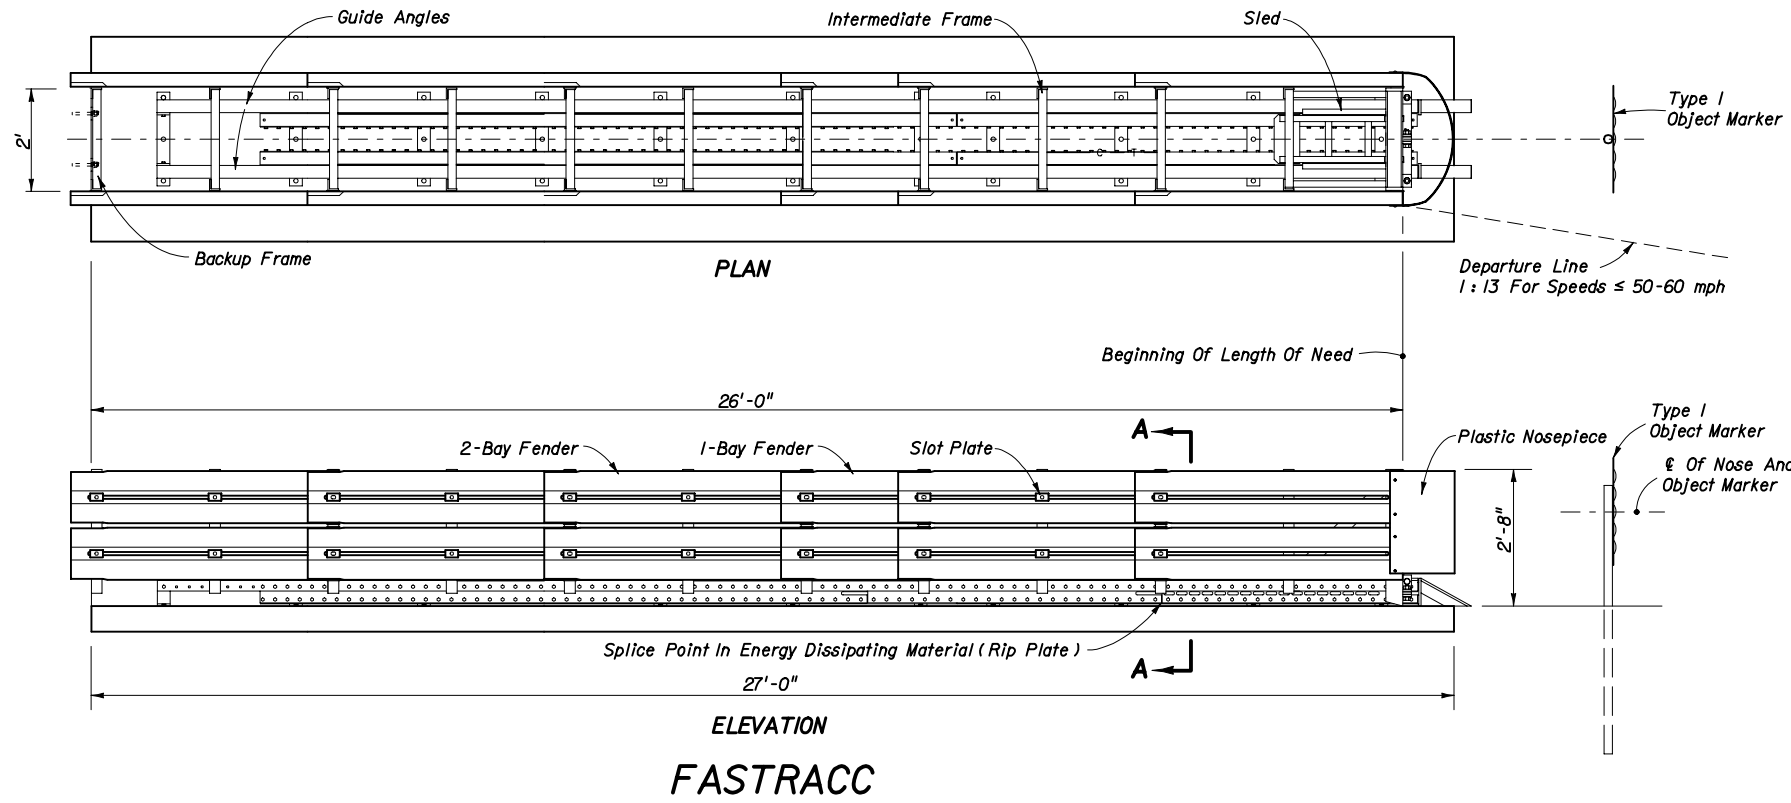 Guide Angles
Intermediate Frame
Sled
Type 1
Object Marker
2'
C T
Backup Frame
PLAN
Departure Line
1:13 For Speeds ≤ 50-60 mph
Beginning Of Length Of Need
26'-0"
A
2-Bay Fender
1-Bay Fender
Slot Plate
Plastic Nosepiece
Type 1
Object Marker
℄ Of Nose And
Object Marker
2'-8"
Splice Point In Energy Dissipating Material (Rip Plate)
A
27'-0"
ELEVATION
FASTRACC